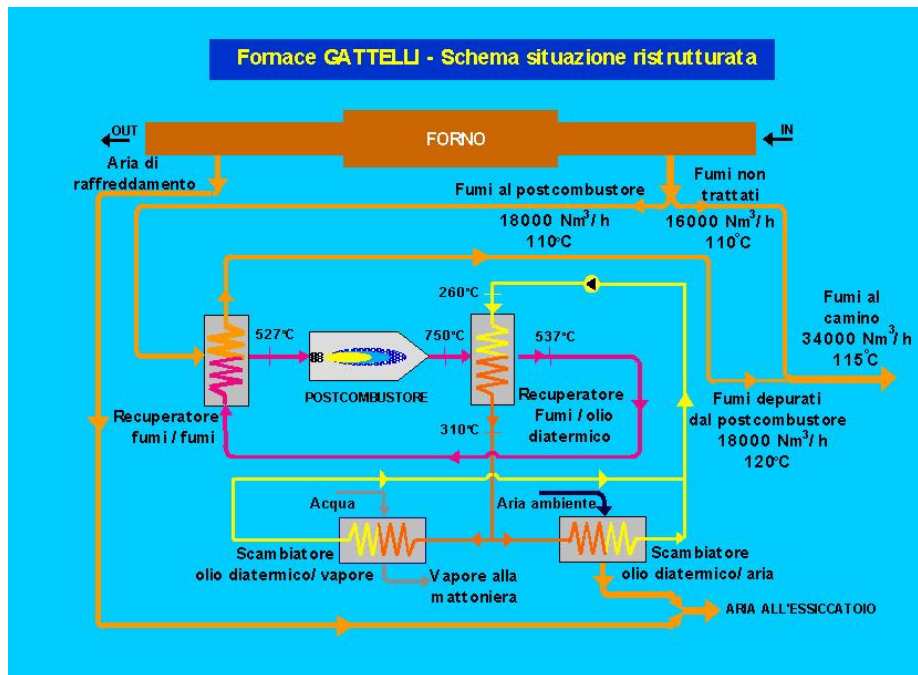 Fornace GATTELLI - Schema situazione ristrutturata
OUT
FORNO
IN
Aria di
raffreddamento
Fumi al postcombustore
18000 Nm³/h
110°C
Fumi non
trattati
16000 Nm³/h
110°C
260°C
Fumi al
camino
34000 Nm³/h
115°C
527°C
750°C
537°C
POSTCOMBUSTORE
Recuperatore
fumi/fumi
Recuperatore
Fumi/olio
diatermico
310°C
Fumi depurati
dal postcombustore
18000 Nm³/h
120°C
Acqua
Aria ambiente
Scambiatore
olio diatermico/vapore
Vapore alla
mattoniera
Scambiatore
olio diatermico/aria
ARIA ALL'ESSICCATOIO